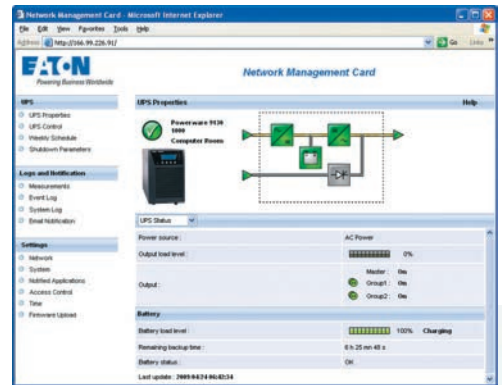 Network Management Card - Microsoft Internet Explorer
File Edit View Favorites Tools Help
Address http://166.99.226.91/ Go Links »
EATON
Powering Business Worldwide
Network Management Card
UPS
UPS Properties
UPS Control
Weekly Schedule
Shutdown Parameters
Logs and Notification
Measurements
Event Log
System Log
Email Notification
Settings
Network
System
Notified Applications
Access Control
Time
Firmware Upload
UPS Properties Help
Powerware 9130
1000
Computer Room
UPS Status
Power source : AC Power
Output load level : 0%
Output :
Master : On
Group1 : On
Group2 : On
Battery
Battery load level : 100% Charging
Remaining backup time : 6 h 25 mn 48 s
Battery status : OK
Last update : 2009/04/24 06:42:34